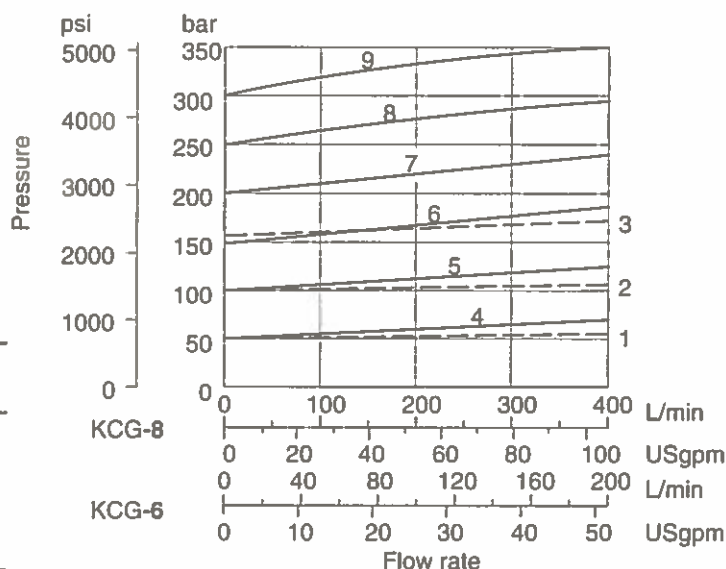 psi bar
5000 350
9
300
4000 8
250
3000 7
200
6
3
2000 150
5
100 2
1000 4
50 1
0 0
Pressure
0 100 200 300 400 L/min
KCG-8
0 20 40 60 80 100 USgpm
0 40 80 120 160 200 L/min
KCG-6
0 10 20 30 40 50 USgpm
Flow rate